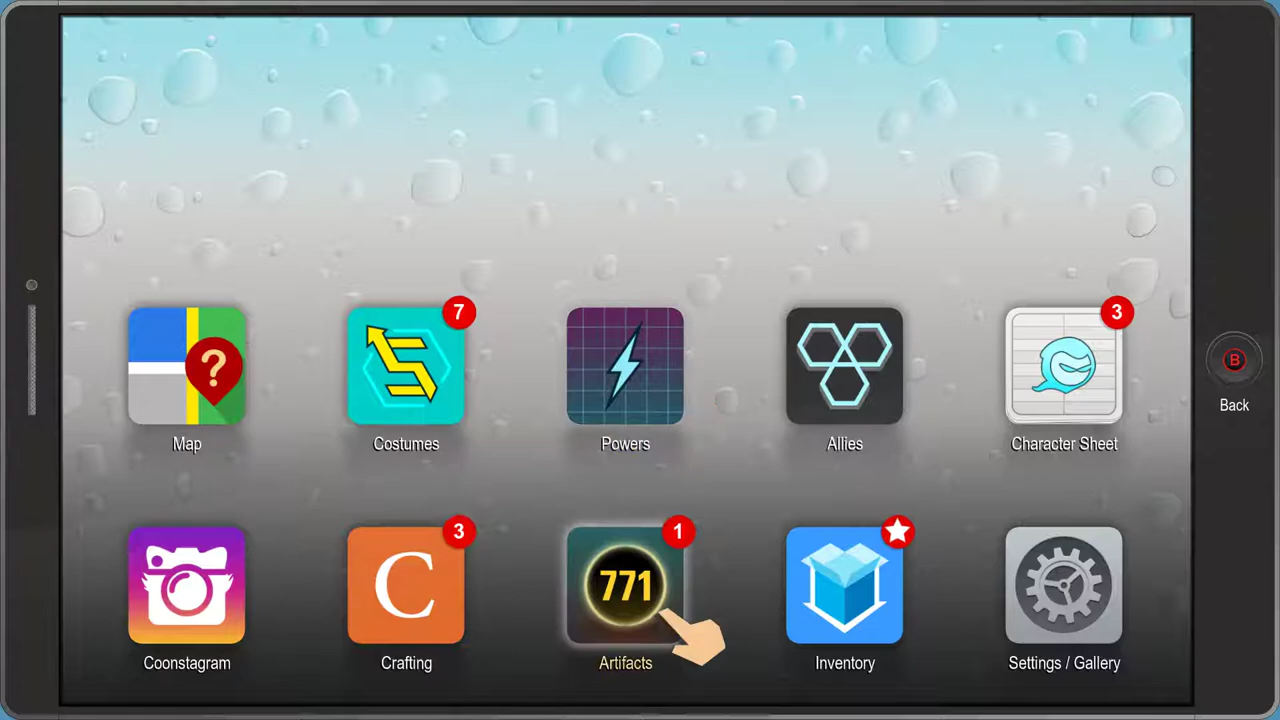 7
3
?
Map
Costumes
Powers
Allies
Character Sheet
B
Back
3
1
C
771
Coonstagram
Crafting
Artifacts
Inventory
Settings / Gallery